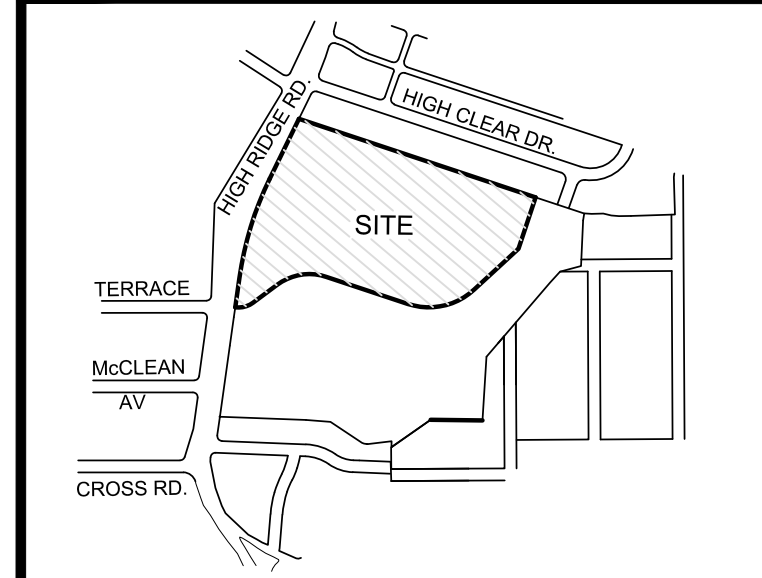 HIGH CLEAR DR.
HIGH RIDGE RD.
SITE
TERRACE
McCLEAN
AV
CROSS RD.